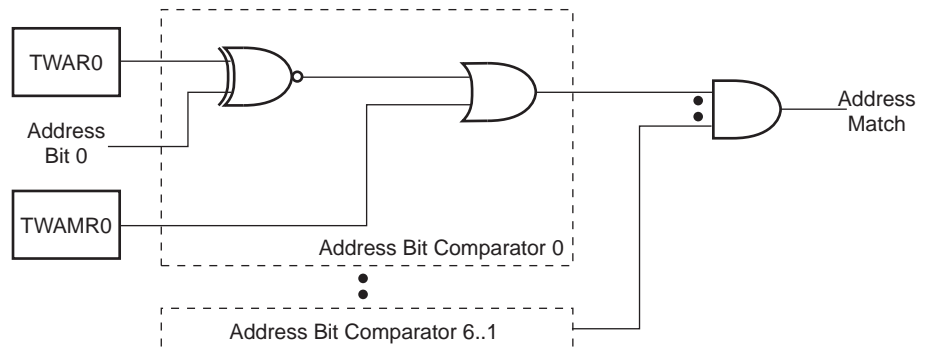 TWAR0
Address
Bit 0
TWAMR0
Address Bit Comparator 0
Address Bit Comparator 6..1
Address
Match